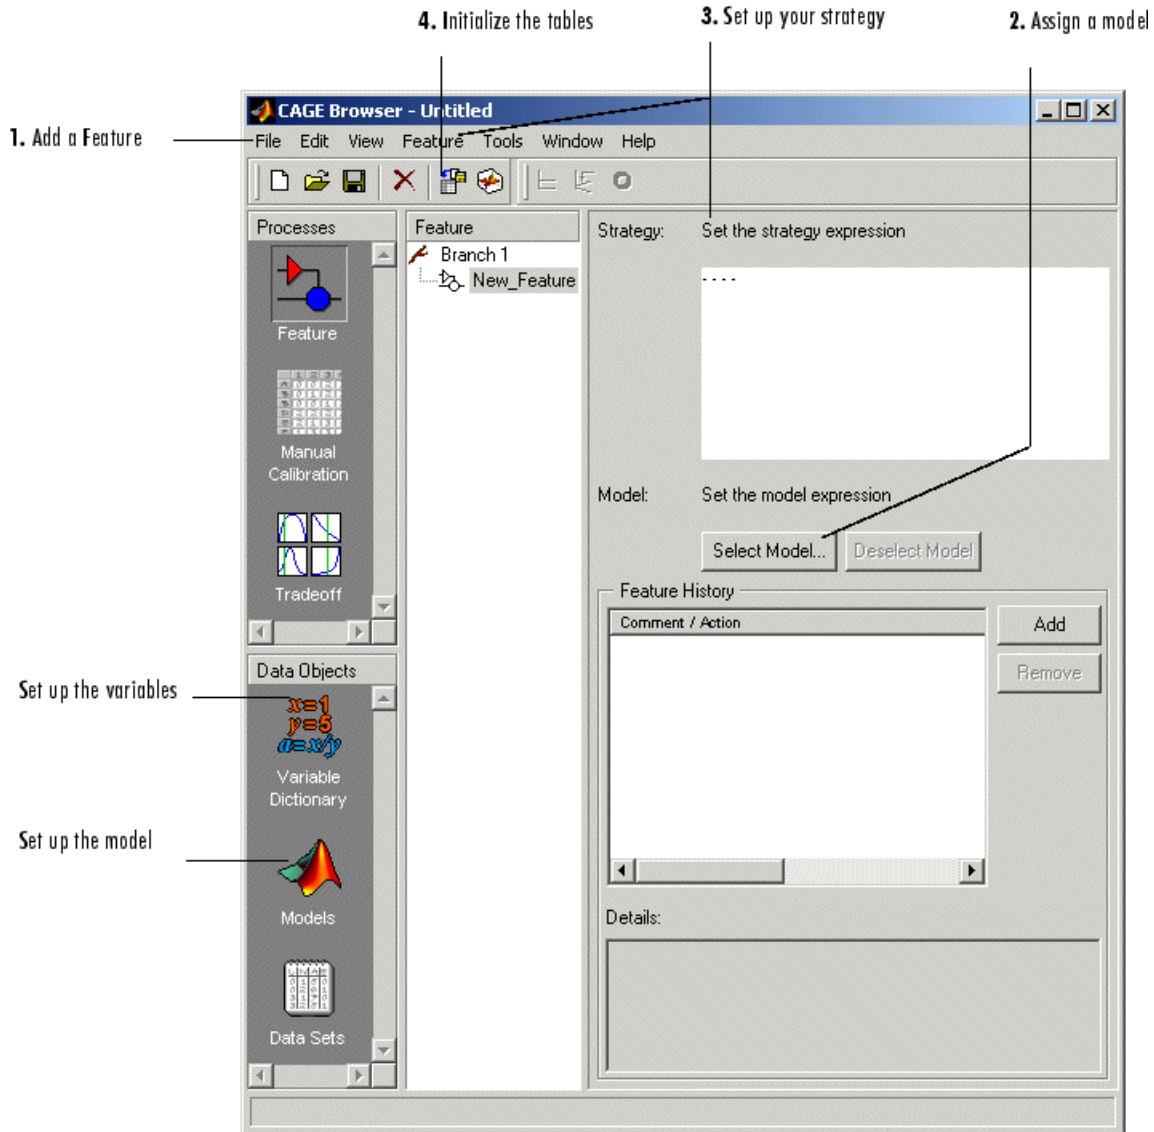 4. Initialize the tables
3. Set up your strategy
2. Assign a model
CAGE Browser - Untitled
1. Add a Feature
File Edit View Feature Tools Window Help
Processes
Feature
Strategy: Set the strategy expression
Branch 1
New_Feature
- - - -
Feature
Manual
Calibration
Model: Set the model expression
Select Model... Deselect Model
Tradeoff
Feature History
Comment / Action
Add
Remove
Data Objects
Set up the variables
x=1
y=5
a=x/y
Variable
Dictionary
Set up the model
Models
Details:
Data Sets